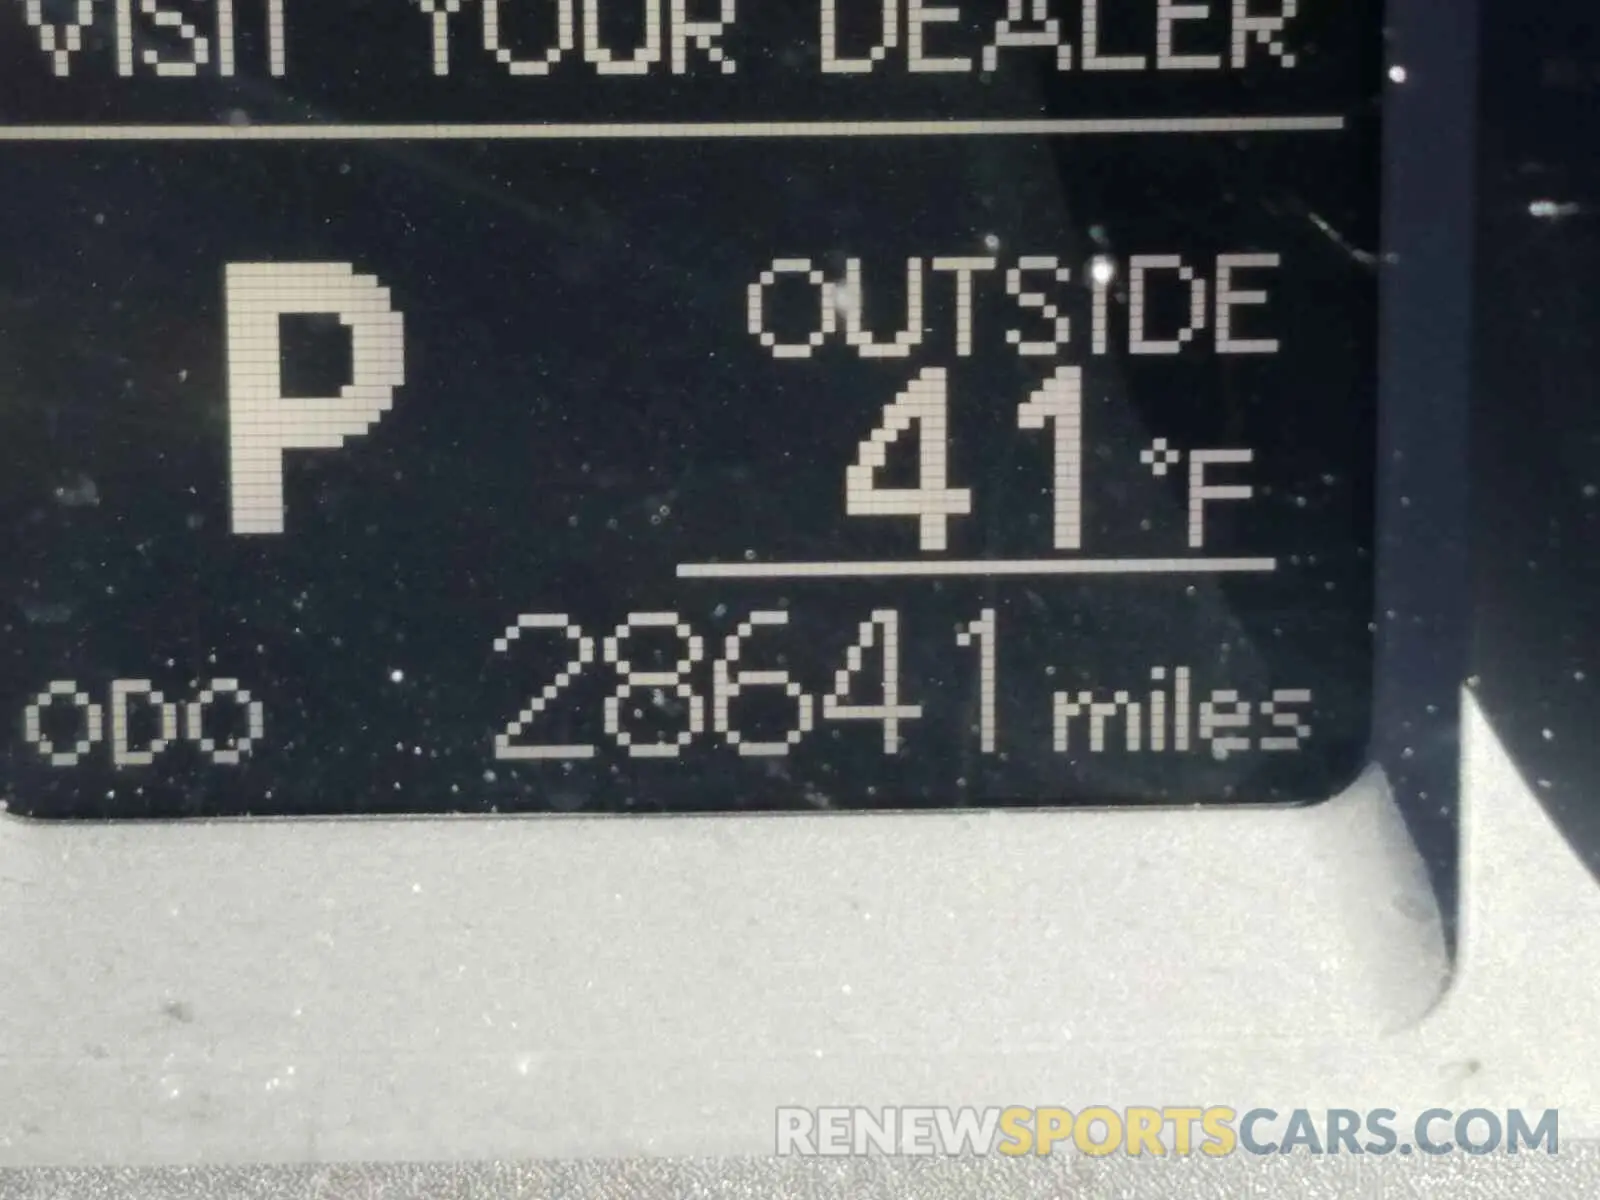 VISIT YOUR DEALER
P
OUTSIDE
41°F
ODO 28641 miles
RENEWSPORTSCARS.COM